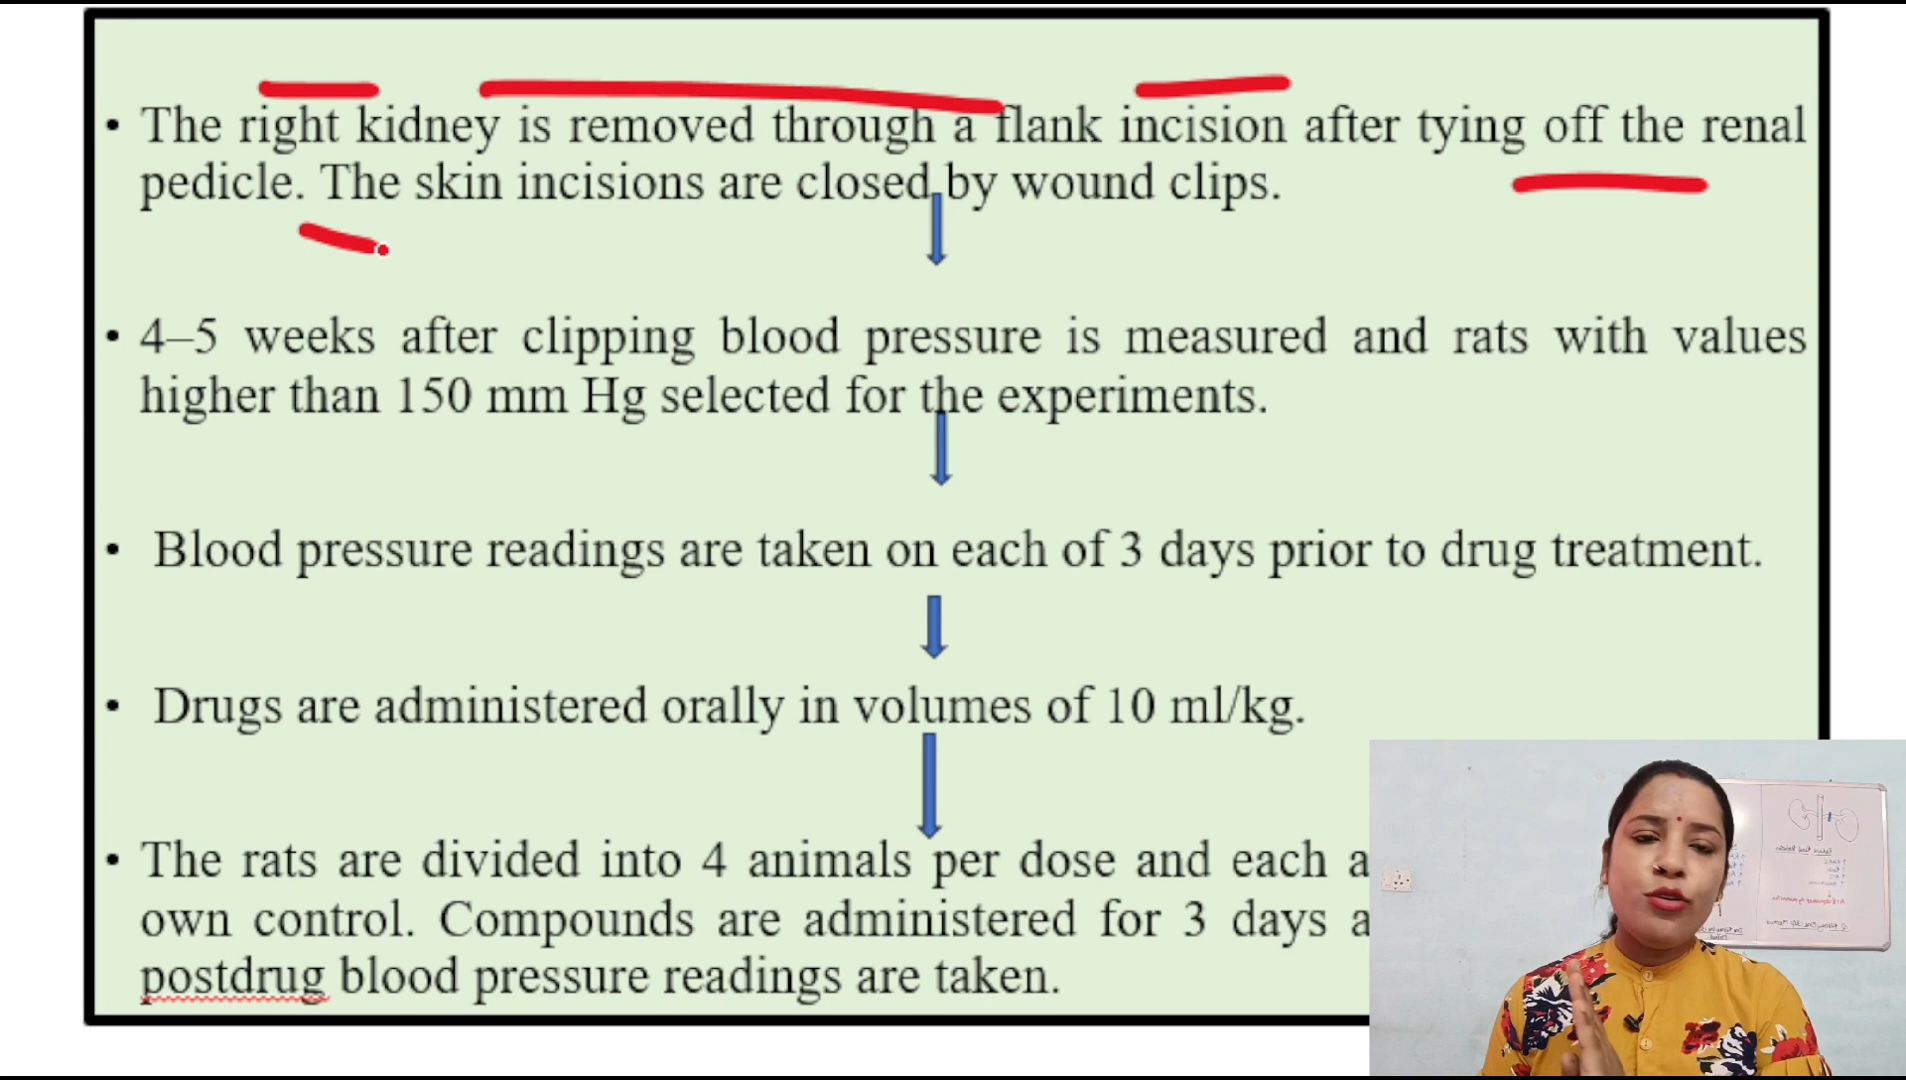 • The right kidney is removed through a flank incision after tying off the renal
pedicle. The skin incisions are closed by wound clips.
• 4–5 weeks after clipping blood pressure is measured and rats with values
higher than 150 mm Hg selected for the experiments.
• Blood pressure readings are taken on each of 3 days prior to drug treatment.
• Drugs are administered orally in volumes of 10 ml/kg.
• The rats are divided into 4 animals per dose and each a
own control. Compounds are administered for 3 days a
postdrug blood pressure readings are taken.